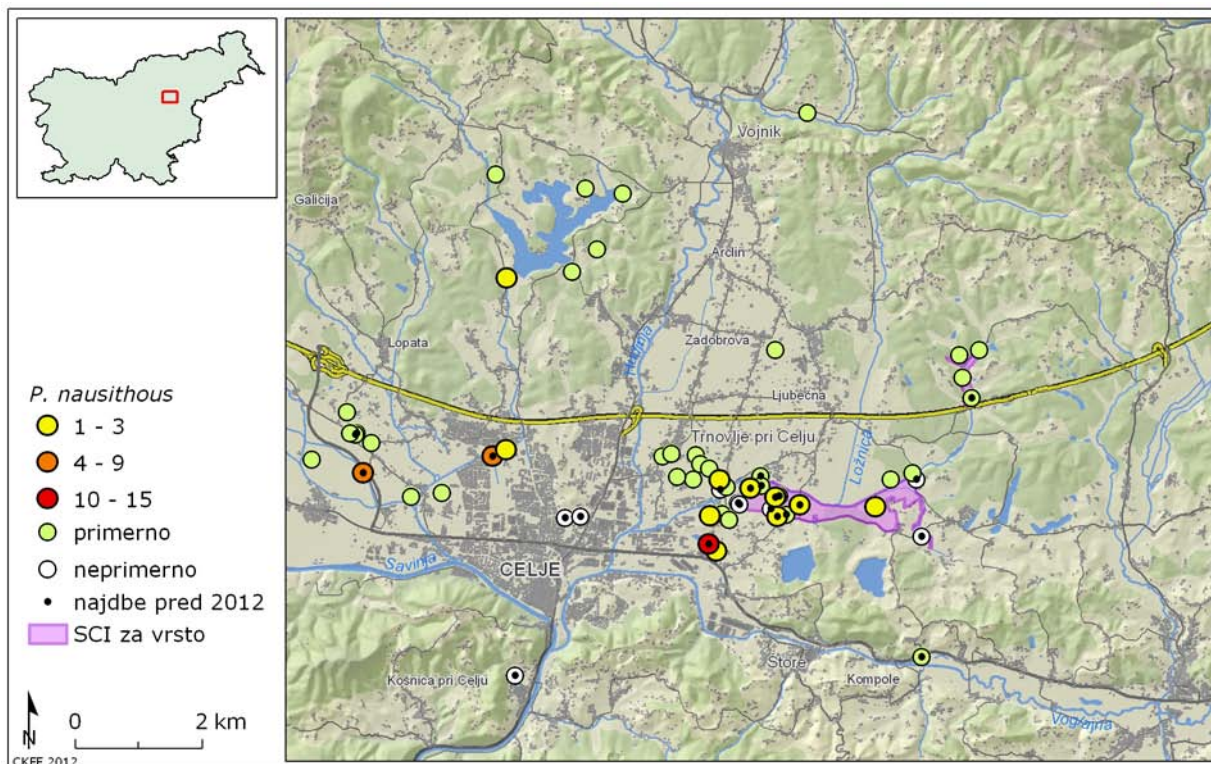 P. nausithous
1 - 3
4 - 9
10 - 15
primerno
neprimerno
najdbe pred 2012
SCI za vrsto
N
0 2 km
CKFF 2012
Vojnik
Galicija
Arclin
Hudinja
Lopata
Zadobrova
Ljubečna
Trnovlje pri Celju
Ložnica
Savinja
CELJE
Štore
Košnica pri Celju
Kompole
Voglajna